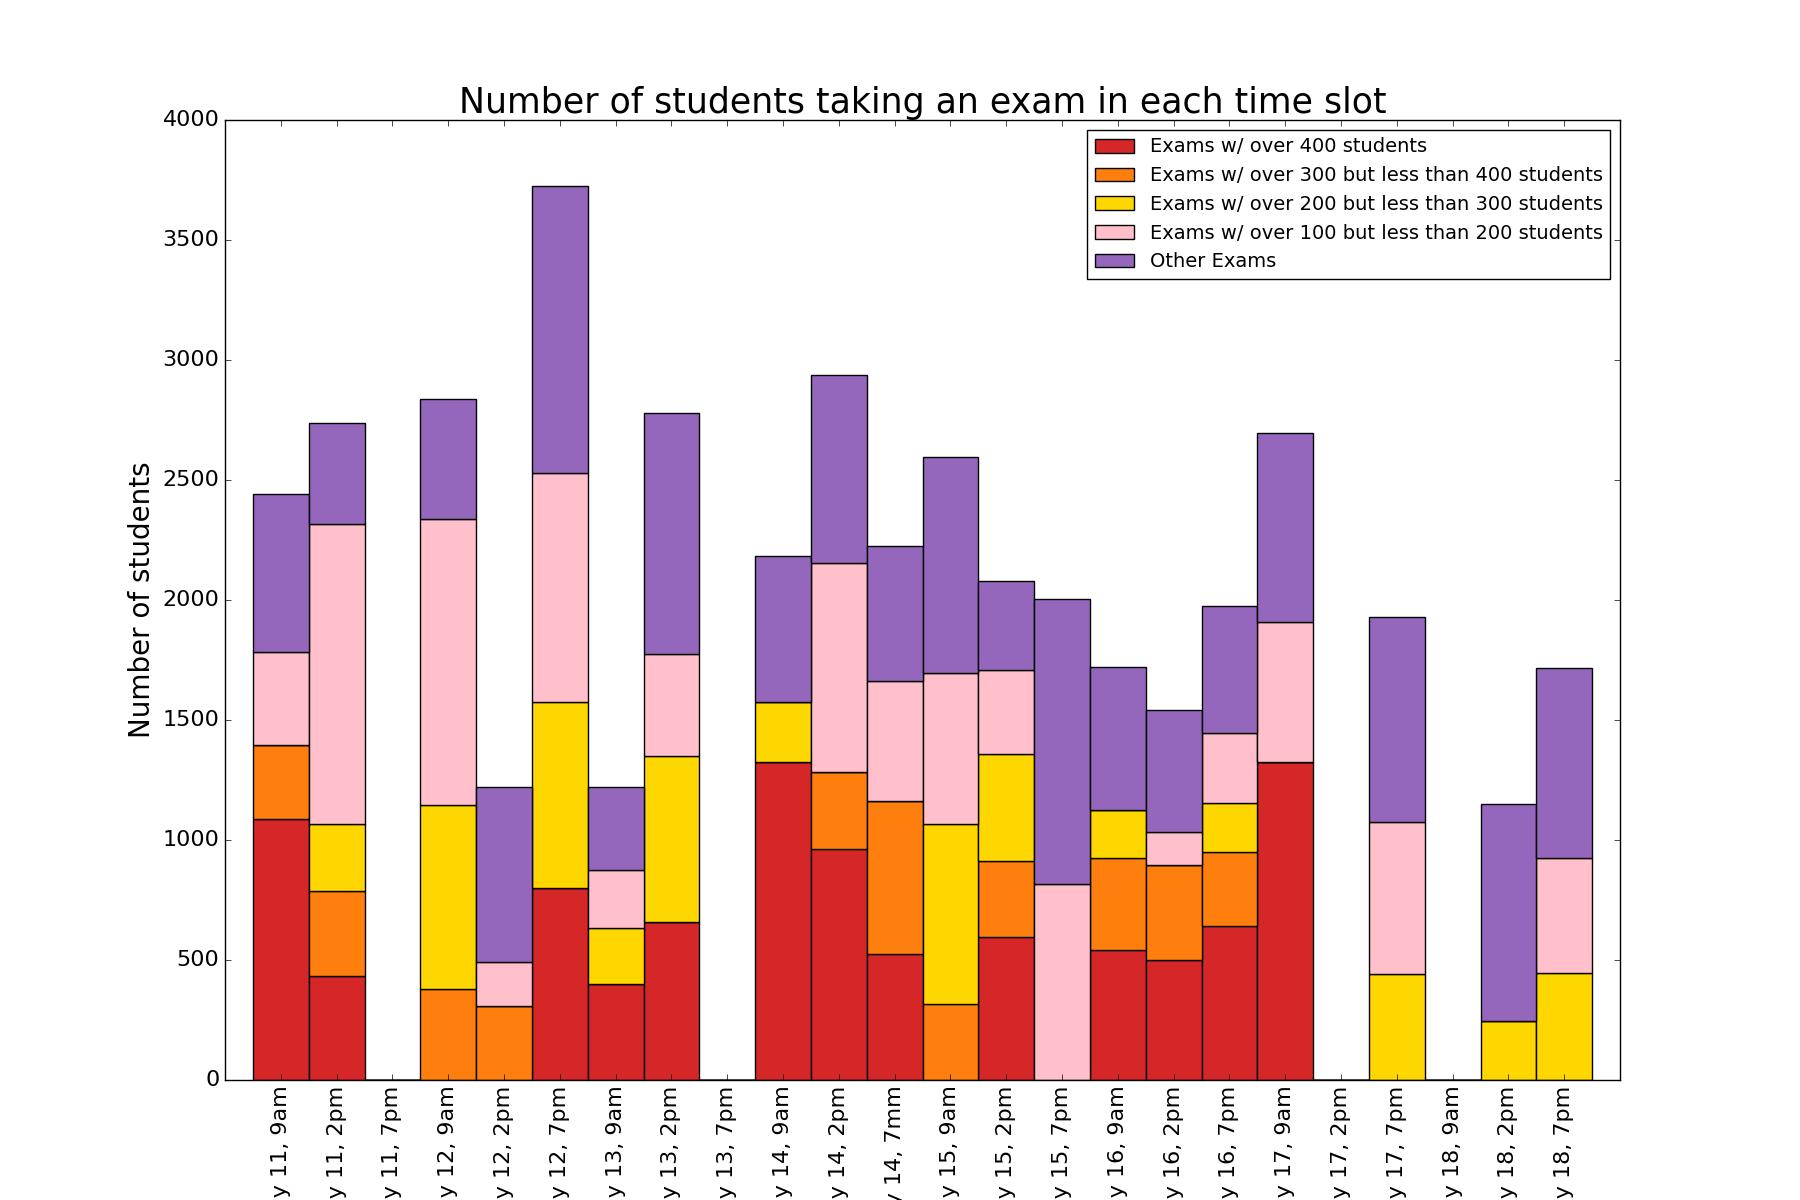 Number of students taking an exam in each time slot
Exams w/ over 400 students
Exams w/ over 300 but less than 400 students
Exams w/ over 200 but less than 300 students
Exams w/ over 100 but less than 200 students
Other Exams
Number of students
4000
3500
3000
2500
2000
1500
1000
500
0
y 11, 9am
y 11, 2pm
y 11, 7pm
y 12, 9am
y 12, 2pm
y 12, 7pm
y 13, 9am
y 13, 2pm
y 13, 7pm
y 14, 9am
y 14, 2pm
y 14, 7mm
y 15, 9am
y 15, 2pm
y 15, 7pm
y 16, 9am
y 16, 2pm
y 16, 7pm
y 17, 9am
y 17, 2pm
y 17, 7pm
y 18, 9am
y 18, 2pm
y 18, 7pm